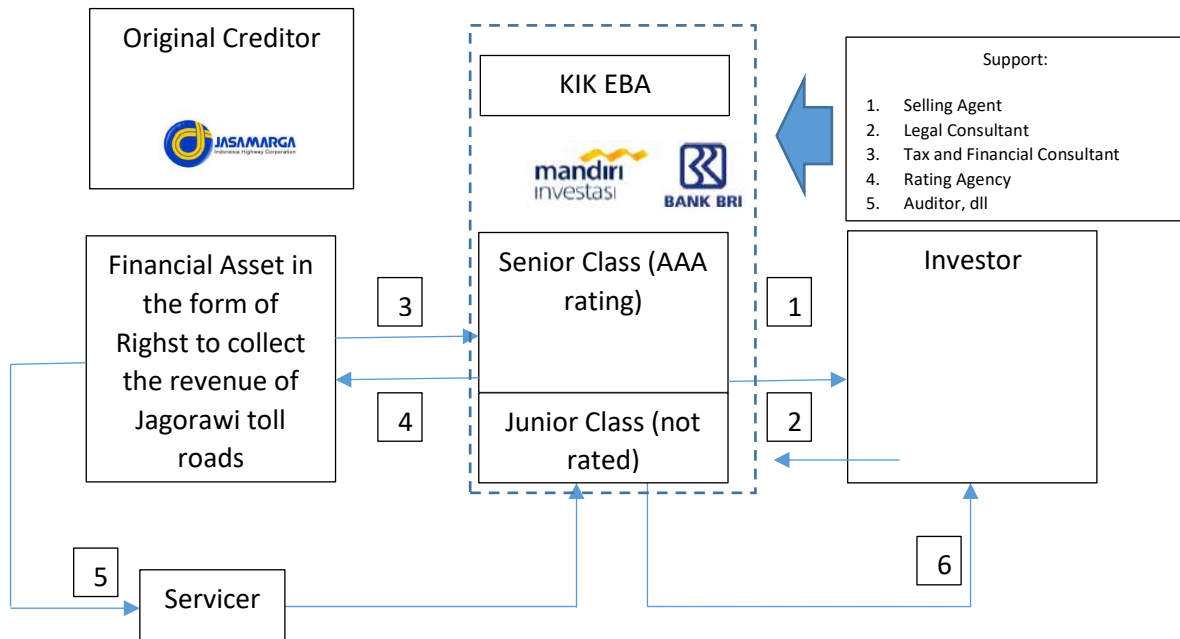 Original Creditor
JASAMARGA
Indonesia Highway Corporation
KIK EBA
mandiri
investasi
BANK BRI
Support:
1. Selling Agent
2. Legal Consultant
3. Tax and Financial Consultant
4. Rating Agency
5. Auditor, dll
Financial Asset in
the form of
Righst to collect
the revenue of
Jagorawi toll
roads
3
4
Senior Class (AAA
rating)
Junior Class (not
rated)
1
2
Investor
5
Servicer
6